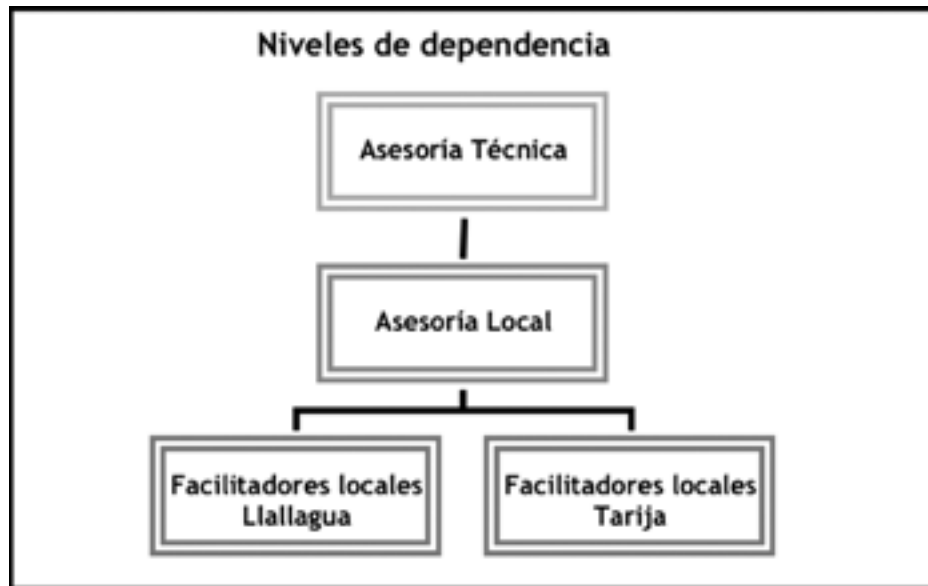 Niveles de dependencia
Asesoría Técnica
Asesoría Local
Facilitadores locales
Llallagua
Facilitadores locales
Tarija